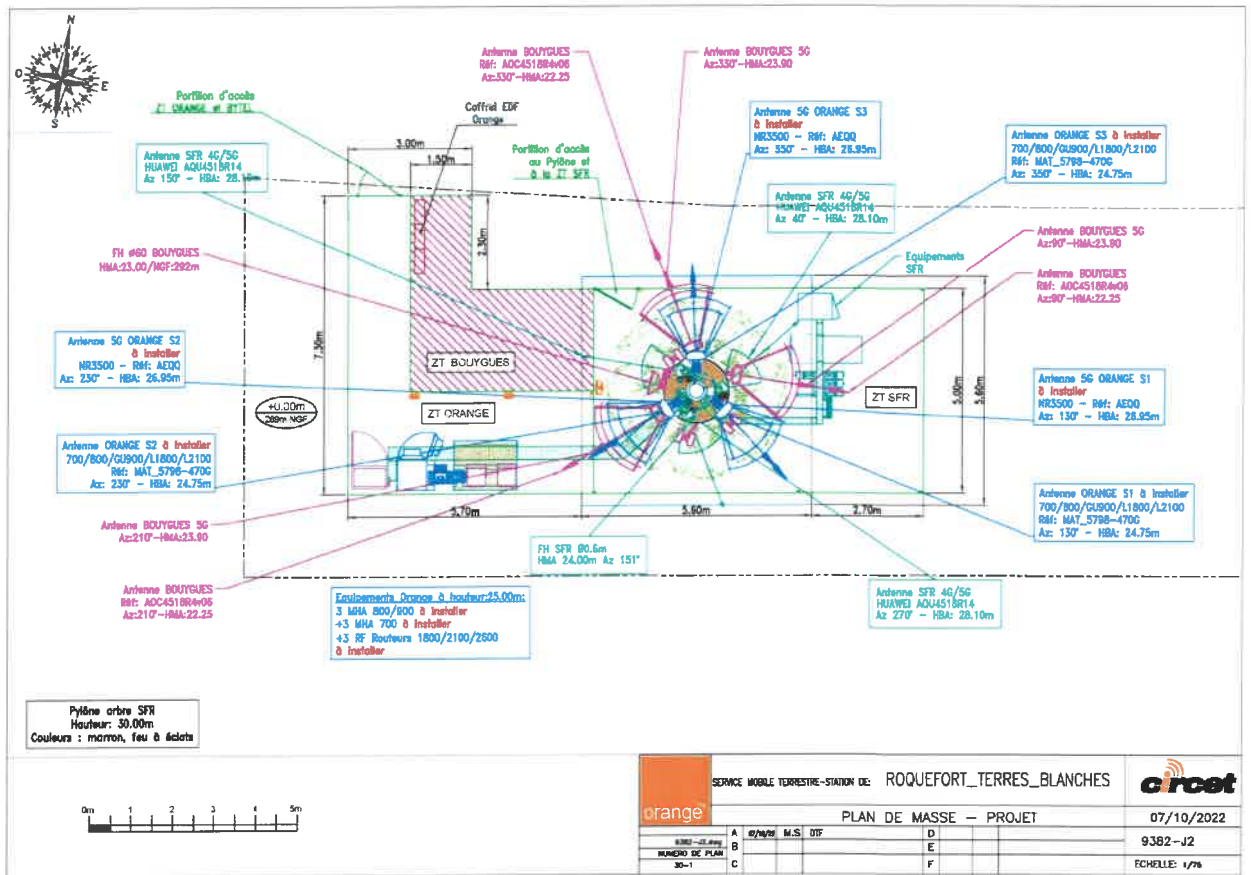 N
O
E
S
Portillon d'accès
ZT ORANGE et BYTEL
Coffret EDF
Orange
Antenne BOUYGUES
Réf: AOC4518R4v06
Az:330°-HMA:22.25
Antenne BOUYGUES 5G
Az:330°-HMA:23.90
Antenne SFR 4G/5G
HUAWEI AQU4518R14
Az 150° - HBA: 28.10m
3.00m
1.50m
Portillon d'accès
au Pylône et
à la ZT SFR
Antenne 5G ORANGE S3
à installer
NR3500 - Réf: AEQQ
Az: 350° - HBA: 26.95m
Antenne ORANGE S3 à installer
700/800/GU900/L1800/L2100
Réf: MAT_5798-470G
Az: 350° - HBA: 24.75m
Antenne SFR 4G/5G
HUAWEI AQU4518R14
Az 40° - HBA: 28.10m
2.30m
FH ø60 BOUYGUES
HMA:23.00/NGF:292m
Equipements
SFR
Antenne BOUYGUES 5G
Az:90°-HMA:23.90
Antenne BOUYGUES
Réf: AOC4518R4v06
Az:90°-HMA:22.25
7.30m
Antenne 5G ORANGE S2
à installer
NR3500 - Réf: AEQQ
Az: 230° - HBA: 26.95m
ZT BOUYGUES
ZT ORANGE
ZT SFR
5.00m
5.60m
+0.00m
289m NGF
Antenne 5G ORANGE S1
à installer
NR3500 - Réf: AEQQ
Az: 130° - HBA: 26.95m
Antenne ORANGE S2 à installer
700/800/GU900/L1800/L2100
Réf: MAT_5798-470G
Az: 230° - HBA: 24.75m
Antenne ORANGE S1 à installer
700/800/GU900/L1800/L2100
Réf: MAT_5798-470G
Az: 130° - HBA: 24.75m
5.70m
5.60m
2.70m
Antenne BOUYGUES 5G
Az:210°-HMA:23.90
FH SFR Ø0.6m
HMA 24.00m Az 151°
Antenne BOUYGUES
Réf: AOC4518R4v06
Az:210°-HMA:22.25
Equipements Orange à hauteur:25.00m:
3 MHA 800/900 à installer
+3 MHA 700 à installer
+3 RF Routeurs 1800/2100/2600
à installer
Antenne SFR 4G/5G
HUAWEI AQU4518R14
Az 270° - HBA: 28.10m
Pylône arbre SFR
Hauteur: 30.00m
Couleurs : marron, feu à éclats
0m 1 2 3 4 5m
orange
SERVICE MOBILE TERRESTRE-STATION DE: ROQUEFORT_TERRES_BLANCHES
circet
PLAN DE MASSE - PROJET
07/10/2022
9382-J2.dwg
NUMERO DE PLAN
30-1
A M.S DTF D
B E
C F
9382-J2
ECHELLE: 1/75